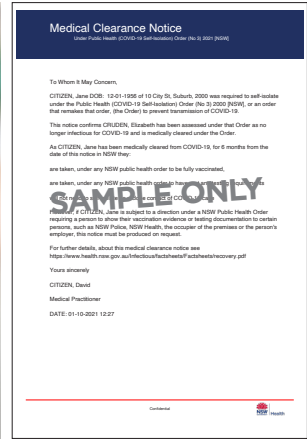 Medical Clearance Notice
Under Public Health (COVID-19 Self-Isolation) Order (No 3) 2021 [NSW]
To Whom It May Concern,
CITIZEN, Jane DOB: 12-01-1956 of 10 City St, Suburb, 2000 was required to self-isolate
under the Public Health (COVID-19 Self-Isolation) Order (No 3) 2000 [NSW], or an order
that remakes that order, (the Order) to prevent transmission of COVID-19.
This notice confirms CRUDEN, Elizabeth has been assessed under that Order as no
longer infectious for COVID-19 and is medically cleared under the Order.
As CITIZEN, Jane has been medically cleared from COVID-19, for 6 months from the
date of this notice in NSW they:
are taken, under any NSW public health order to be fully vaccinated,
are taken, under any NSW public health order to have
SAMPLE ONLY
if CITIZEN, Jane is subject to a direction under a NSW Public Health Order
requiring a person to show their vaccination evidence or testing documentation to certain
persons, such as NSW Police, NSW Health, the occupier of the premises or the person's
employer, this notice must be produced on request.
For further details, about this medical clearance notice see
https://www.health.nsw.gov.au/Infectious/factsheets/Factsheets/recovery.pdf
Yours sincerely
CITIZEN, David
Medical Practitioner
DATE: 01-10-2021 12:27
Confidential
NSW
Health